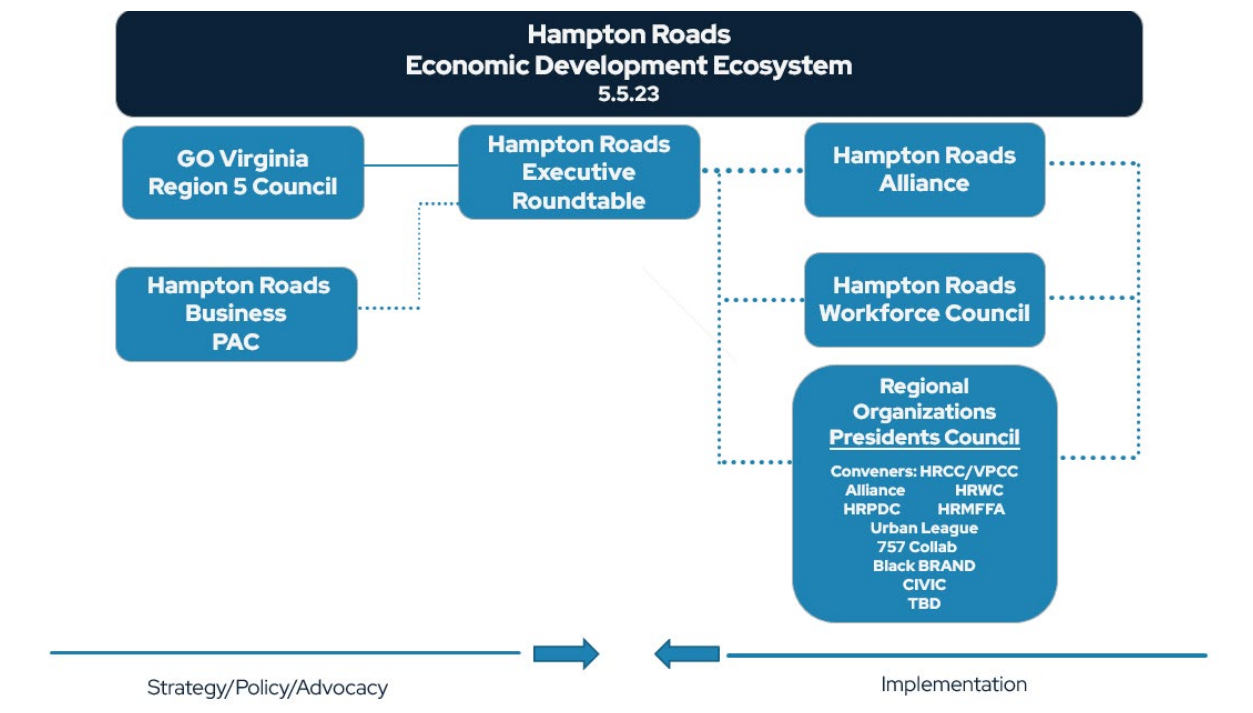 Hampton Roads
Economic Development Ecosystem
5.5.23
GO Virginia
Region 5 Council
Hampton Roads
Executive
Roundtable
Hampton Roads
Alliance
Hampton Roads
Business
PAC
Hampton Roads
Workforce Council
Regional
Organizations
Presidents Council
Conveners: HRCC/VPCC
Alliance HRWC
HRPDC HRMFFA
Urban League
757 Collab
Black BRAND
CIVIC
TBD
Strategy/Policy/Advocacy
Implementation